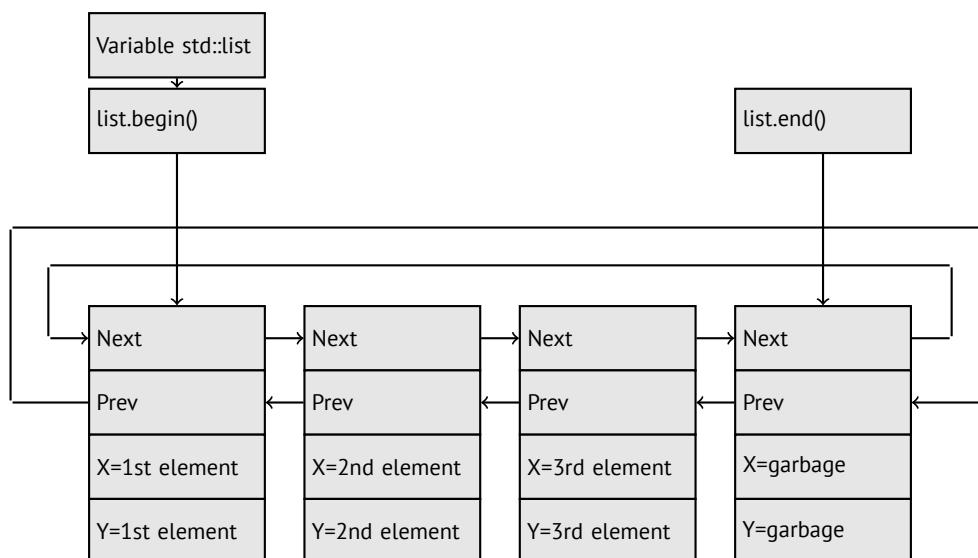 Variable std::list
list.begin()
list.end()
Next
Next
Next
Next
Prev
Prev
Prev
Prev
X=1st element
X=2nd element
X=3rd element
X=garbage
Y=1st element
Y=2nd element
Y=3rd element
Y=garbage